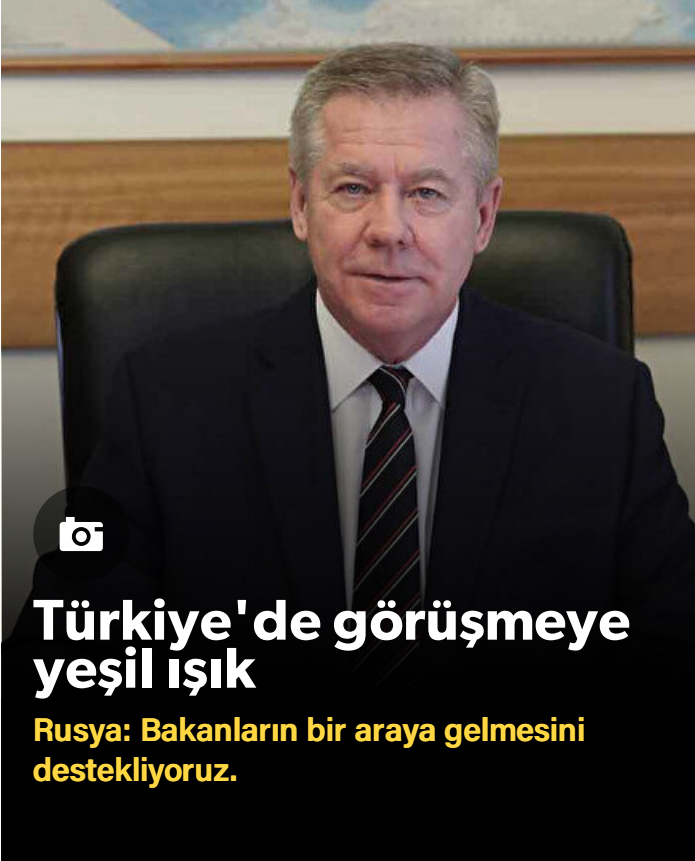 Türkiye'de görüşmeye
yeşil ışık
Rusya: Bakanların bir araya gelmesini
destekliyoruz.